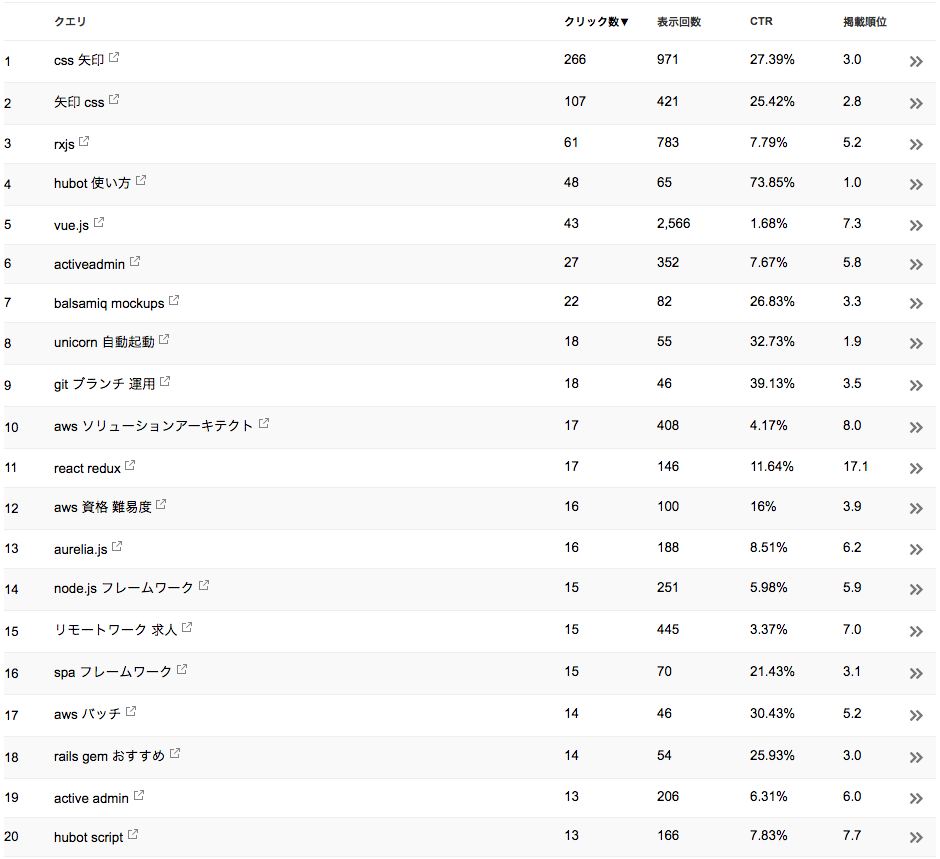 クエリ クリック数▼ 表示回数 CTR 掲載順位
1 css 矢印 266 971 27.39% 3.0
2 矢印 css 107 421 25.42% 2.8
3 rxjs 61 783 7.79% 5.2
4 hubot 使い方 48 65 73.85% 1.0
5 vue.js 43 2,566 1.68% 7.3
6 activeadmin 27 352 7.67% 5.8
7 balsamiq mockups 22 82 26.83% 3.3
8 unicorn 自動起動 18 55 32.73% 1.9
9 git ブランチ 運用 18 46 39.13% 3.5
10 aws ソリューションアーキテクト 17 408 4.17% 8.0
11 react redux 17 146 11.64% 17.1
12 aws 資格 難易度 16 100 16% 3.9
13 aurelia.js 16 188 8.51% 6.2
14 node.js フレームワーク 15 251 5.98% 5.9
15 リモートワーク 求人 15 445 3.37% 7.0
16 spa フレームワーク 15 70 21.43% 3.1
17 aws バッチ 14 46 30.43% 5.2
18 rails gem おすすめ 14 54 25.93% 3.0
19 active admin 13 206 6.31% 6.0
20 hubot script 13 166 7.83% 7.7